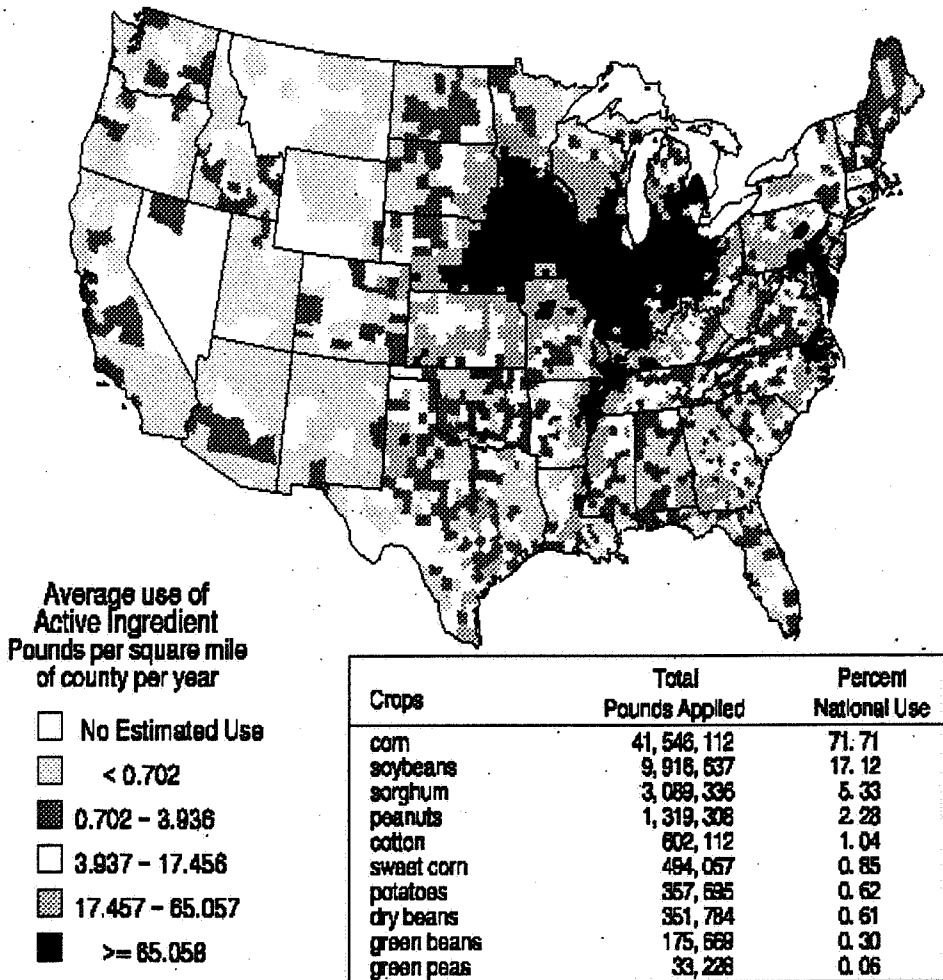 Average use of
Active Ingredient
Pounds per square mile
of county per year
No Estimated Use
< 0.702
0.702 - 3.936
3.937 - 17.456
17.457 - 65.057
>= 65.058
Crops Total Pounds Applied Percent National Use
corn 41,546,112 71.71
soybeans 9,916,637 17.12
sorghum 3,089,336 5.33
peanuts 1,319,308 2.28
cotton 602,112 1.04
sweet corn 494,057 0.85
potatoes 357,695 0.62
dry beans 351,784 0.61
green beans 175,669 0.30
green peas 33,226 0.06